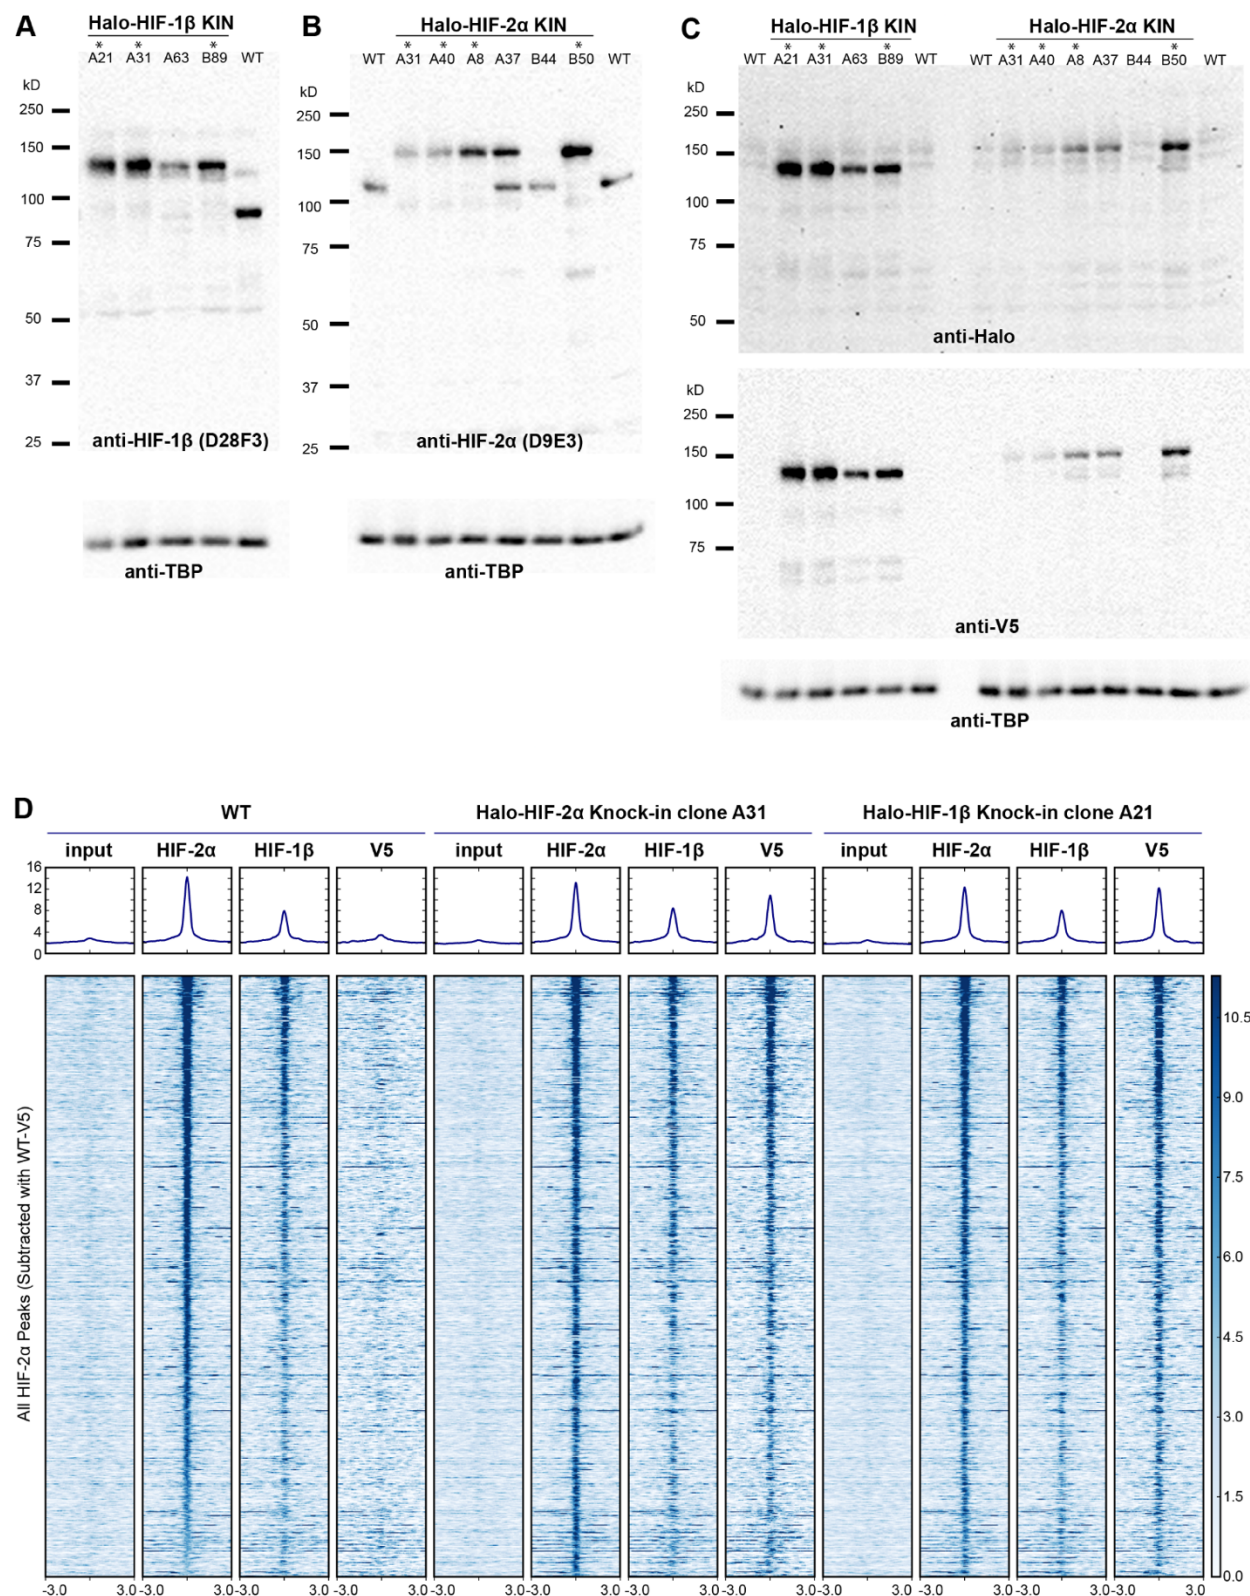 A
Halo-HIF-1β KIN
* * *
A21 A31 A63 B89 WT
kD
250
150
100
75
50
37
25
anti-HIF-1β (D28F3)
anti-TBP
B
Halo-HIF-2α KIN
* * * *
WT A31 A40 A8 A37 B44 B50 WT
kD
250
150
100
75
50
37
25
anti-HIF-2α (D9E3)
anti-TBP
C
Halo-HIF-1β KIN Halo-HIF-2α KIN
* * * * * * *
WT A21 A31 A63 B89 WT WT A31 A40 A8 A37 B44 B50 WT
kD
250
150
100
75
50
anti-Halo
kD
250
150
100
75
anti-V5
anti-TBP
D
WT Halo-HIF-2α Knock-in clone A31 Halo-HIF-1β Knock-in clone A21
input HIF-2α HIF-1β V5 input HIF-2α HIF-1β V5 input HIF-2α HIF-1β V5
16
12
8
4
0
All HIF-2α Peaks (Subtracted with WT-V5)
10.5
9.0
7.5
6.0
4.5
3.0
1.5
0.0
-3.0 3.0 -3.0 3.0 -3.0 3.0 -3.0 3.0 -3.0 3.0 -3.0 3.0 -3.0 3.0 -3.0 3.0 -3.0 3.0 -3.0 3.0 -3.0 3.0 -3.0 3.0